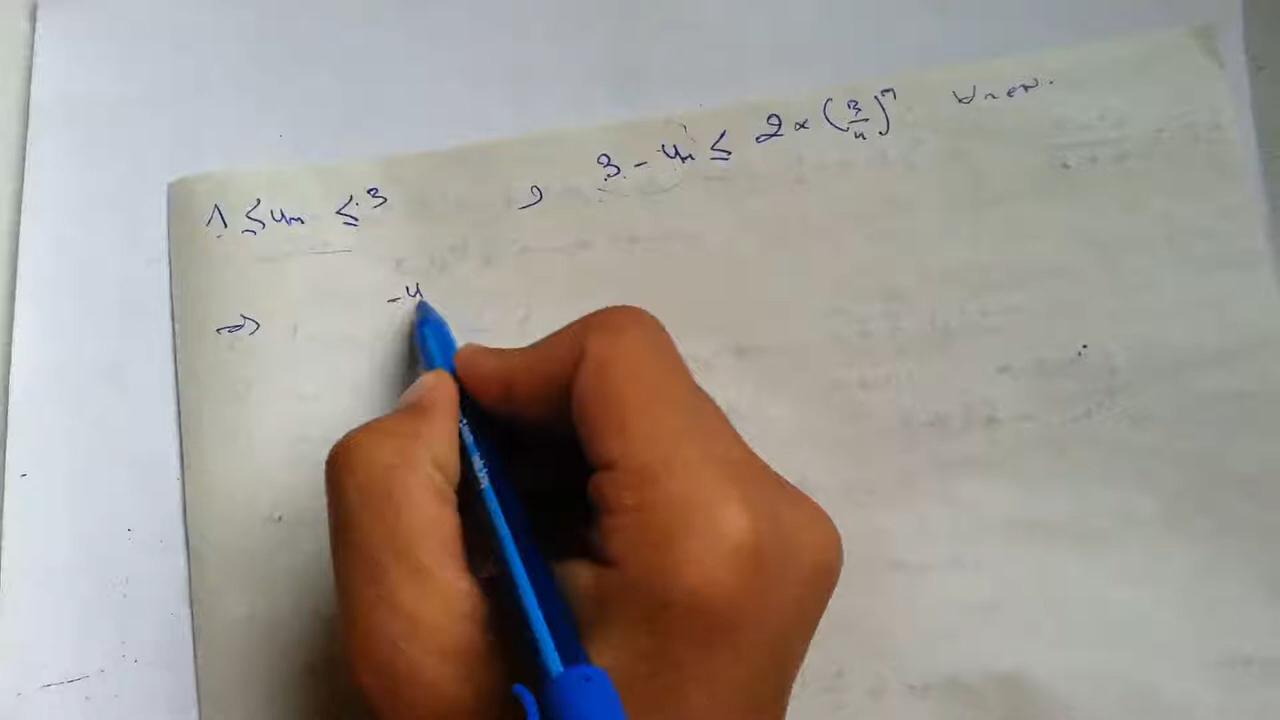 1 ≤ un ≤ 3 , 3 - un ≤ 2 × (3/4)^n ∀n∈ℕ.
⇒ -u